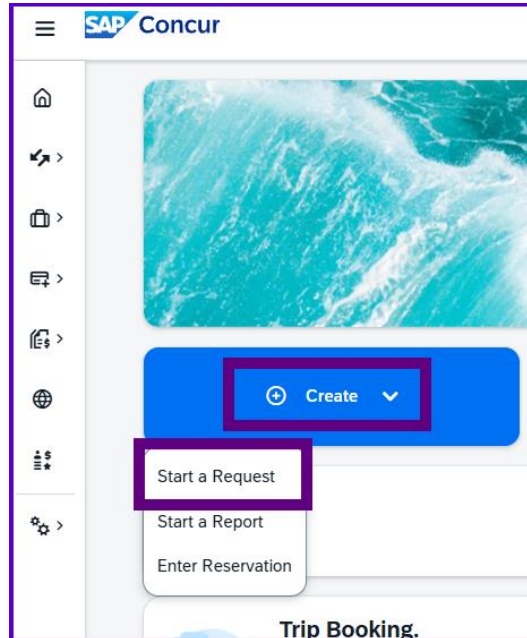 SAP Concur
Create
Start a Request
Start a Report
Enter Reservation
Trip Booking.